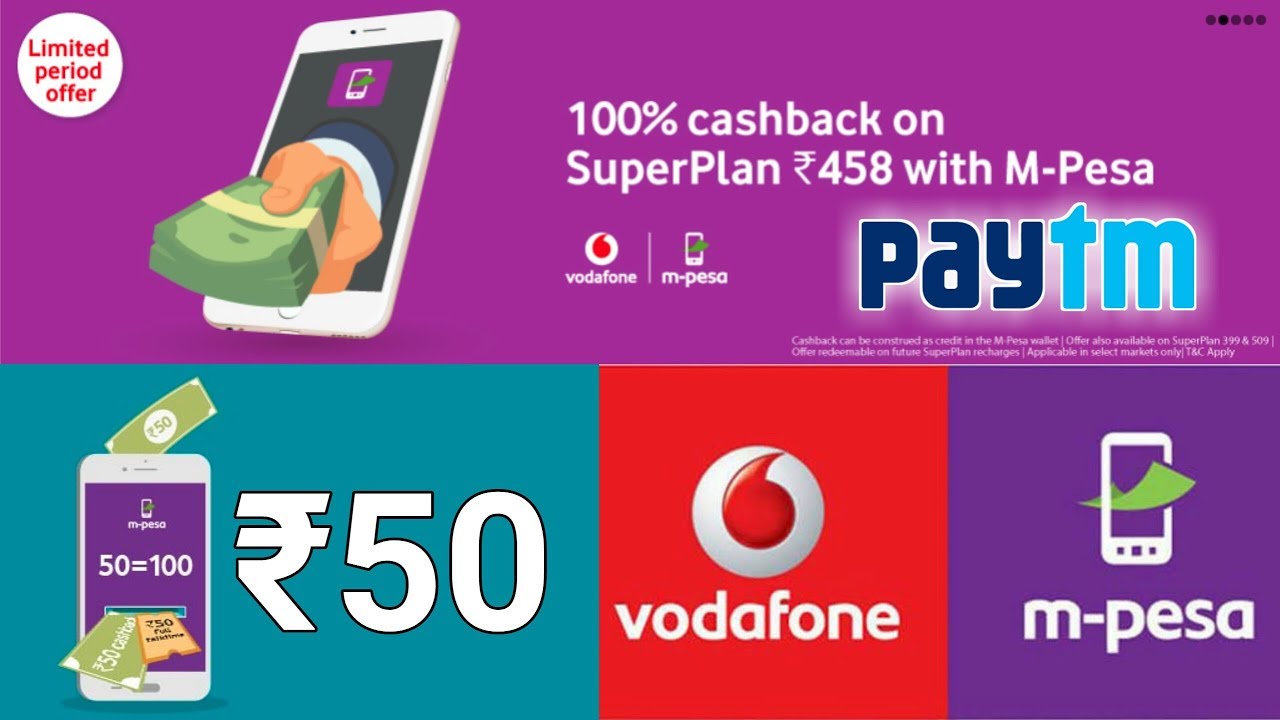 Limited
period
offer
100% cashback on
SuperPlan ₹458 with M-Pesa
vodafone
m-pesa
paytm
Cashback can be construed as credit in the M-Pesa wallet | Offer also available on SuperPlan 399 & 509 |
Offer redeemable on future SuperPlan recharges | Applicable in select markets only| T&C Apply
₹50
m-pesa
50=100
₹50 cashback
₹50
Full
talktime
₹50
vodafone
m-pesa